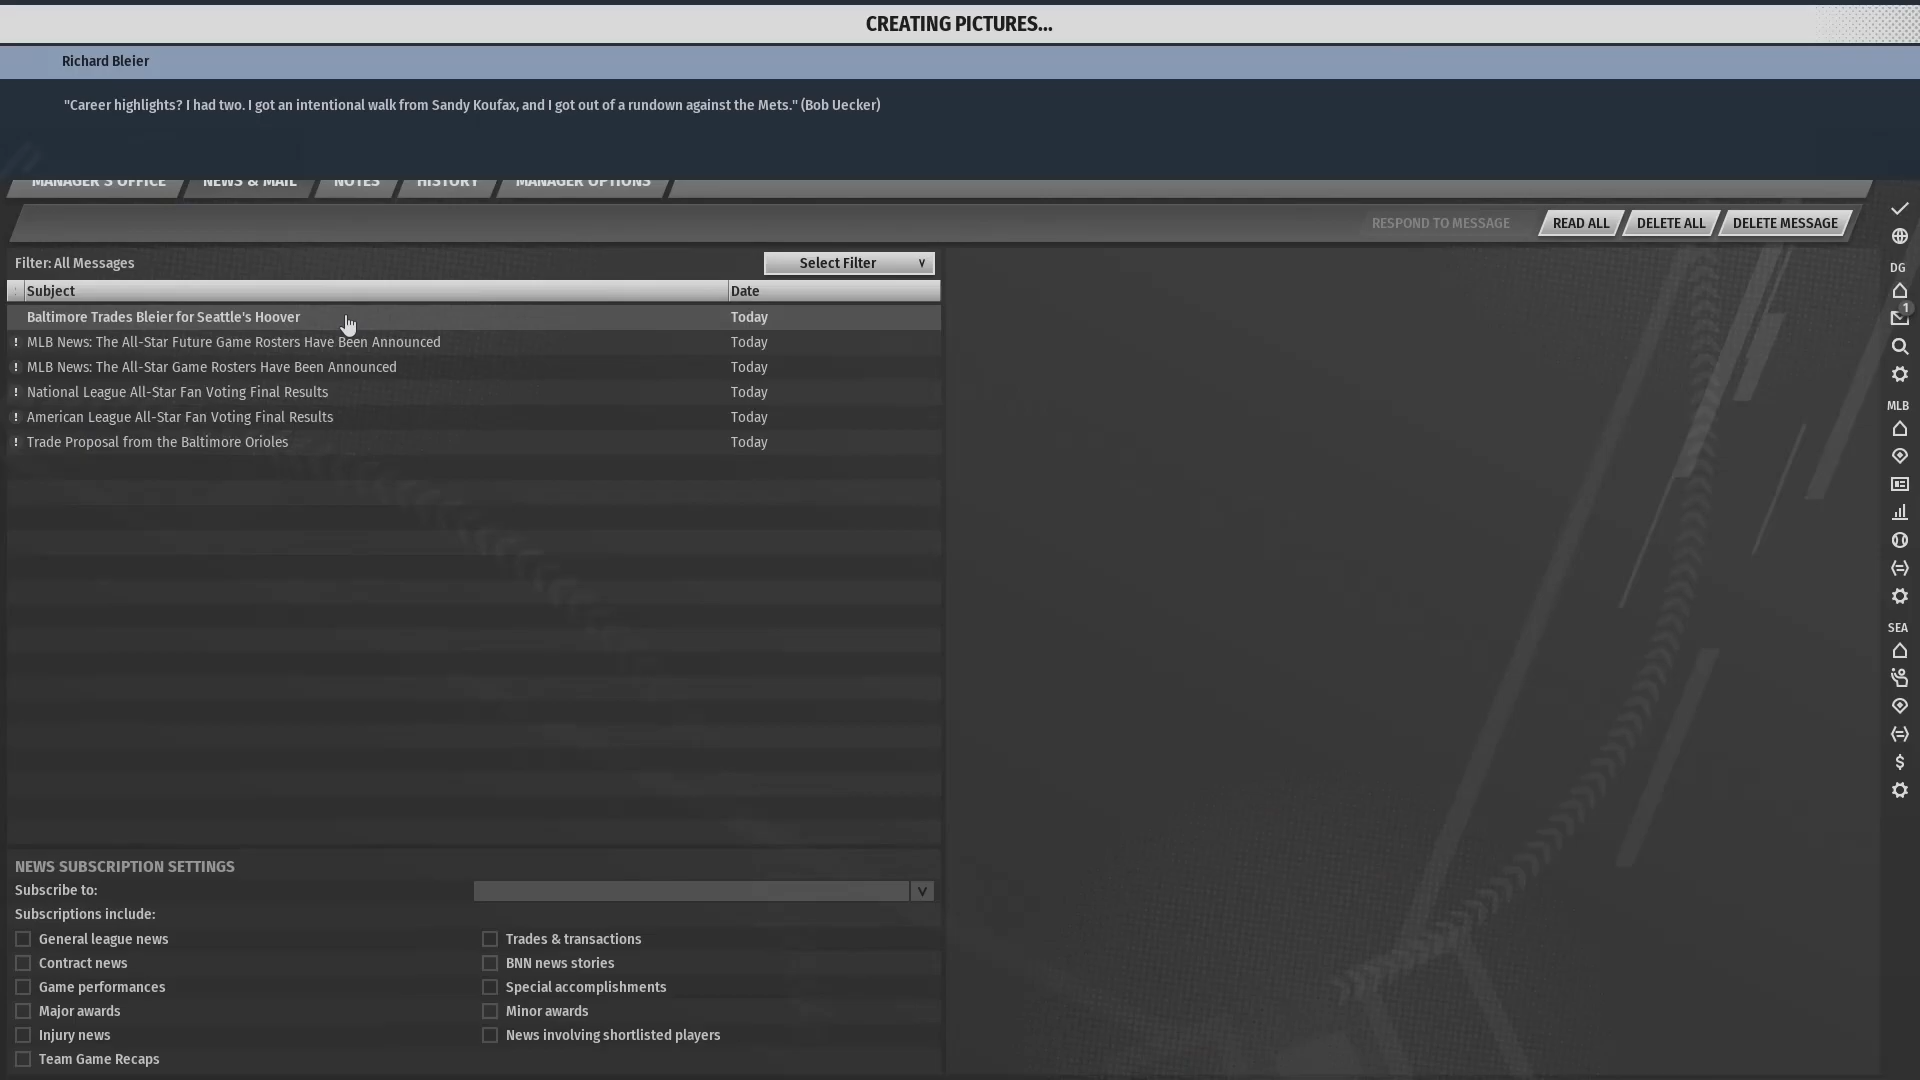 CREATING PICTURES...
Richard Bleier
"Career highlights? I had two. I got an intentional walk from Sandy Koufax, and I got out of a rundown against the Mets." (Bob Uecker)
MANAGER'S OFFICE NEWS & MAIL NOTES HISTORY MANAGER OPTIONS
RESPOND TO MESSAGE READ ALL DELETE ALL DELETE MESSAGE
Filter: All Messages Select Filter
Subject Date
Baltimore Trades Bleier for Seattle's Hoover Today
! MLB News: The All-Star Future Game Rosters Have Been Announced Today
! MLB News: The All-Star Game Rosters Have Been Announced Today
! National League All-Star Fan Voting Final Results Today
! American League All-Star Fan Voting Final Results Today
! Trade Proposal from the Baltimore Orioles Today
NEWS SUBSCRIPTION SETTINGS
Subscribe to:
Subscriptions include:
General league news Trades & transactions
Contract news BNN news stories
Game performances Special accomplishments
Major awards Minor awards
Injury news News involving shortlisted players
Team Game Recaps
DG
1
MLB
SEA
$